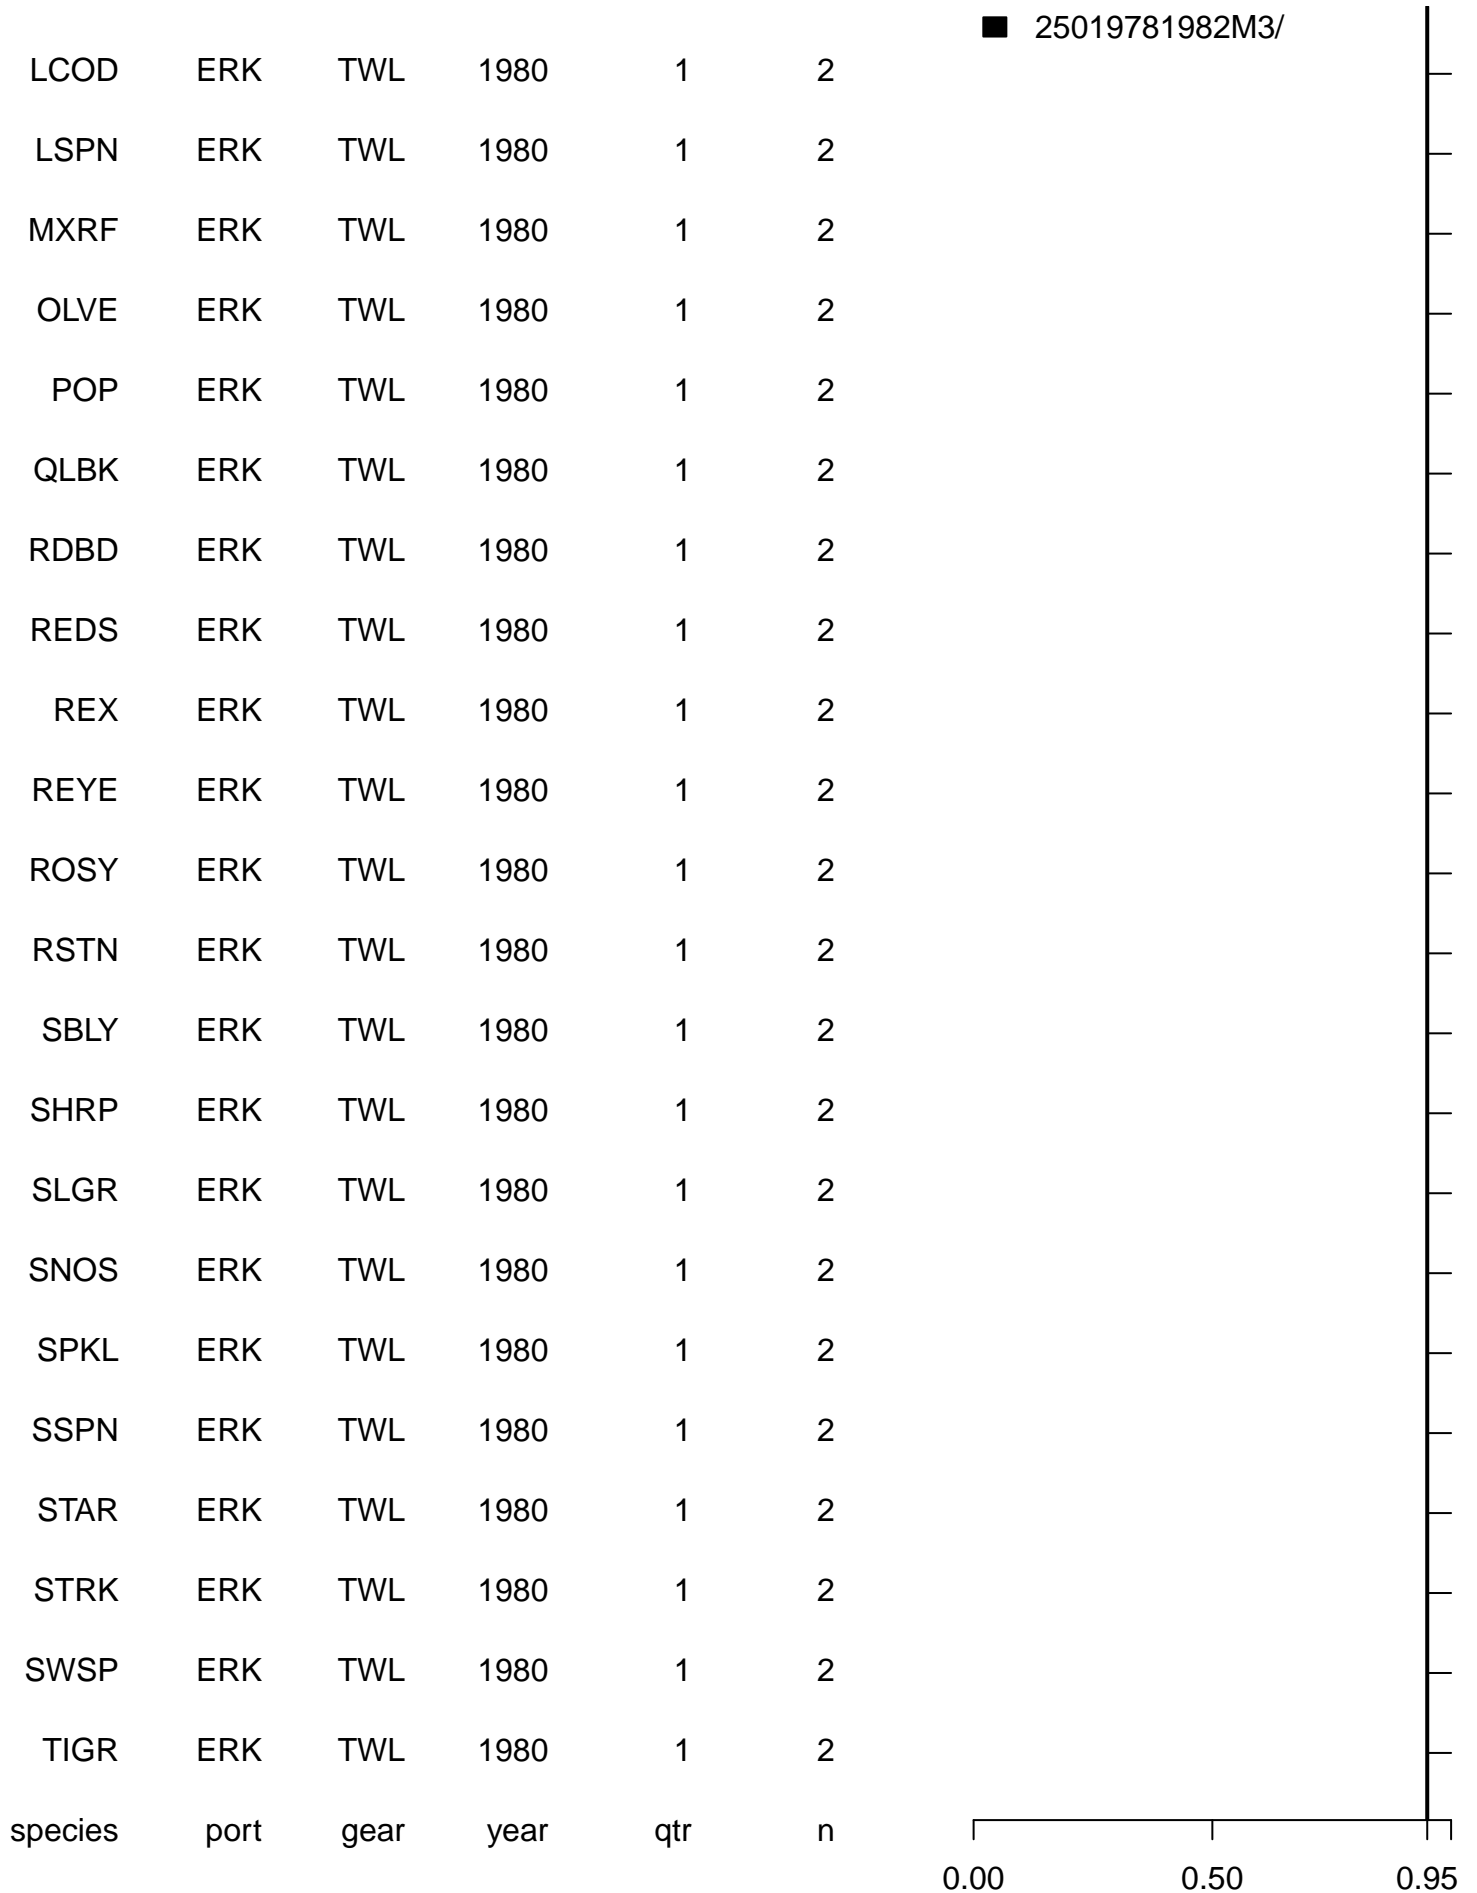 25019781982M3/
LCOD ERK TWL 1980 1 2
LSPN ERK TWL 1980 1 2
MXRF ERK TWL 1980 1 2
OLVE ERK TWL 1980 1 2
POP ERK TWL 1980 1 2
QLBK ERK TWL 1980 1 2
RDBD ERK TWL 1980 1 2
REDS ERK TWL 1980 1 2
REX ERK TWL 1980 1 2
REYE ERK TWL 1980 1 2
ROSY ERK TWL 1980 1 2
RSTN ERK TWL 1980 1 2
SBLY ERK TWL 1980 1 2
SHRP ERK TWL 1980 1 2
SLGR ERK TWL 1980 1 2
SNOS ERK TWL 1980 1 2
SPKL ERK TWL 1980 1 2
SSPN ERK TWL 1980 1 2
STAR ERK TWL 1980 1 2
STRK ERK TWL 1980 1 2
SWSP ERK TWL 1980 1 2
TIGR ERK TWL 1980 1 2
species port gear year qtr n
0.00 0.50 0.95